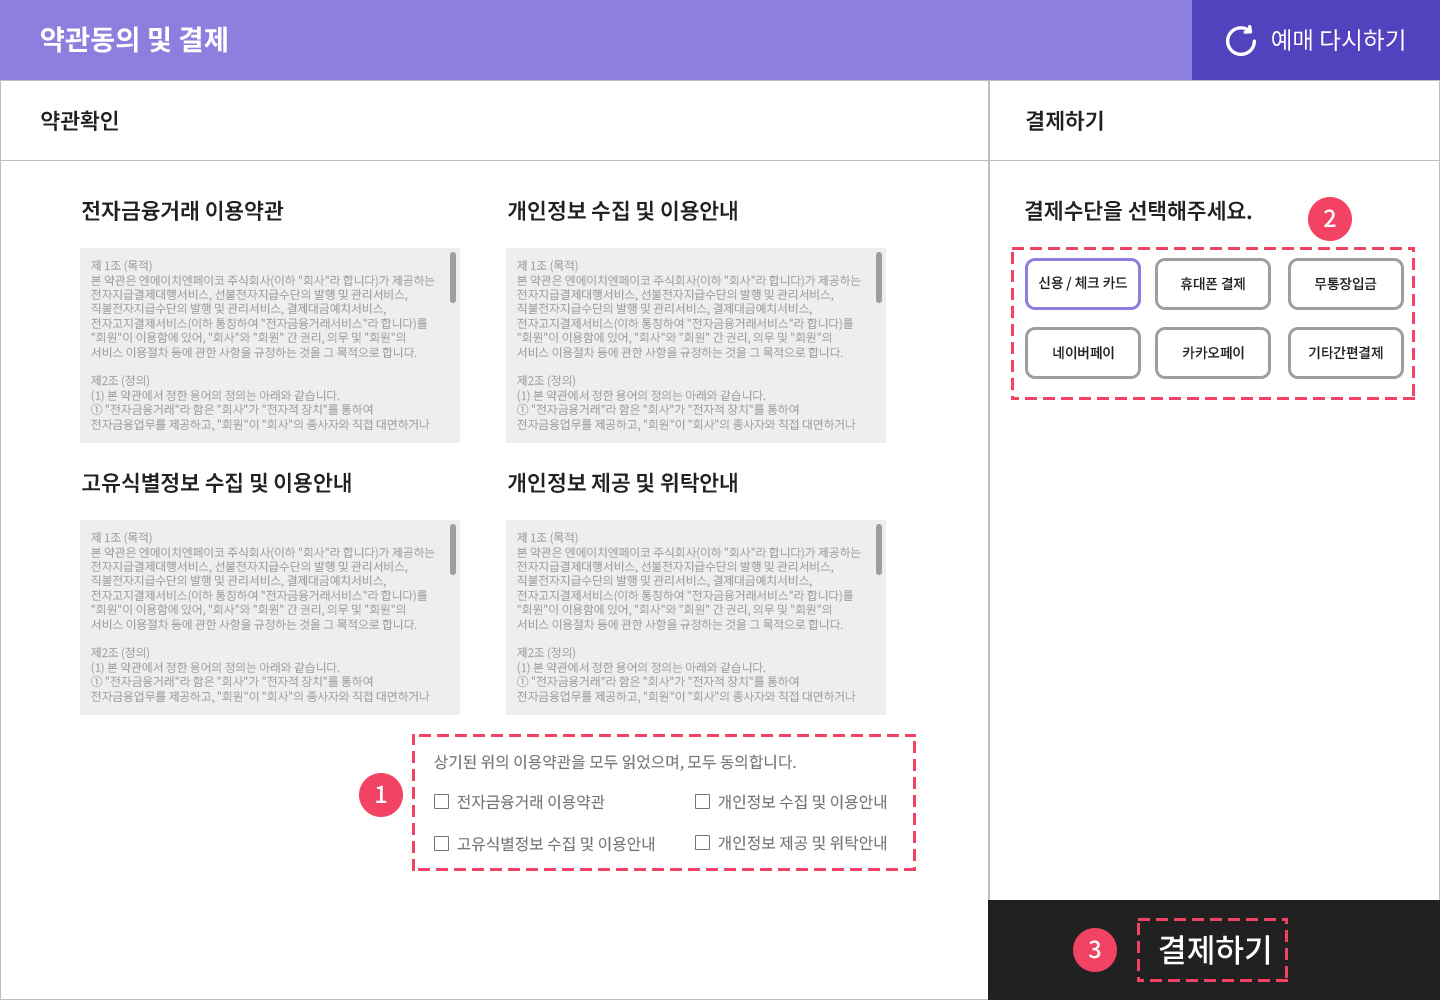 약관동의 및 결제
예매 다시하기
약관확인
결제하기
전자금융거래 이용약관
제 1조 (목적)
본 약관은 엔에이치엔페이코 주식회사(이하 "회사"라 합니다)가 제공하는
전자지급결제대행서비스, 선불전자지급수단의 발행 및 관리서비스,
직불전자지급수단의 발행 및 관리서비스, 결제대금예치서비스,
전자고지결제서비스(이하 통칭하여 "전자금융거래서비스"라 합니다)를
"회원"이 이용함에 있어, "회사"와 "회원" 간 권리, 의무 및 "회원"의
서비스 이용절차 등에 관한 사항을 규정하는 것을 그 목적으로 합니다.
제2조 (정의)
(1) 본 약관에서 정한 용어의 정의는 아래와 같습니다.
① "전자금융거래"라 함은 "회사"가 "전자적 장치"를 통하여
전자금융업무를 제공하고, "회원"이 "회사"의 종사자와 직접 대면하거나
개인정보 수집 및 이용안내
제 1조 (목적)
본 약관은 엔에이치엔페이코 주식회사(이하 "회사"라 합니다)가 제공하는
전자지급결제대행서비스, 선불전자지급수단의 발행 및 관리서비스,
직불전자지급수단의 발행 및 관리서비스, 결제대금예치서비스,
전자고지결제서비스(이하 통칭하여 "전자금융거래서비스"라 합니다)를
"회원"이 이용함에 있어, "회사"와 "회원" 간 권리, 의무 및 "회원"의
서비스 이용절차 등에 관한 사항을 규정하는 것을 그 목적으로 합니다.
제2조 (정의)
(1) 본 약관에서 정한 용어의 정의는 아래와 같습니다.
① "전자금융거래"라 함은 "회사"가 "전자적 장치"를 통하여
전자금융업무를 제공하고, "회원"이 "회사"의 종사자와 직접 대면하거나
고유식별정보 수집 및 이용안내
제 1조 (목적)
본 약관은 엔에이치엔페이코 주식회사(이하 "회사"라 합니다)가 제공하는
전자지급결제대행서비스, 선불전자지급수단의 발행 및 관리서비스,
직불전자지급수단의 발행 및 관리서비스, 결제대금예치서비스,
전자고지결제서비스(이하 통칭하여 "전자금융거래서비스"라 합니다)를
"회원"이 이용함에 있어, "회사"와 "회원" 간 권리, 의무 및 "회원"의
서비스 이용절차 등에 관한 사항을 규정하는 것을 그 목적으로 합니다.
제2조 (정의)
(1) 본 약관에서 정한 용어의 정의는 아래와 같습니다.
① "전자금융거래"라 함은 "회사"가 "전자적 장치"를 통하여
전자금융업무를 제공하고, "회원"이 "회사"의 종사자와 직접 대면하거나
개인정보 제공 및 위탁안내
제 1조 (목적)
본 약관은 엔에이치엔페이코 주식회사(이하 "회사"라 합니다)가 제공하는
전자지급결제대행서비스, 선불전자지급수단의 발행 및 관리서비스,
직불전자지급수단의 발행 및 관리서비스, 결제대금예치서비스,
전자고지결제서비스(이하 통칭하여 "전자금융거래서비스"라 합니다)를
"회원"이 이용함에 있어, "회사"와 "회원" 간 권리, 의무 및 "회원"의
서비스 이용절차 등에 관한 사항을 규정하는 것을 그 목적으로 합니다.
제2조 (정의)
(1) 본 약관에서 정한 용어의 정의는 아래와 같습니다.
① "전자금융거래"라 함은 "회사"가 "전자적 장치"를 통하여
전자금융업무를 제공하고, "회원"이 "회사"의 종사자와 직접 대면하거나
1
상기된 위의 이용약관을 모두 읽었으며, 모두 동의합니다.
전자금융거래 이용약관
개인정보 수집 및 이용안내
고유식별정보 수집 및 이용안내
개인정보 제공 및 위탁안내
결제수단을 선택해주세요.
2
신용 / 체크 카드
휴대폰 결제
무통장입금
네이버페이
카카오페이
기타간편결제
3
결제하기